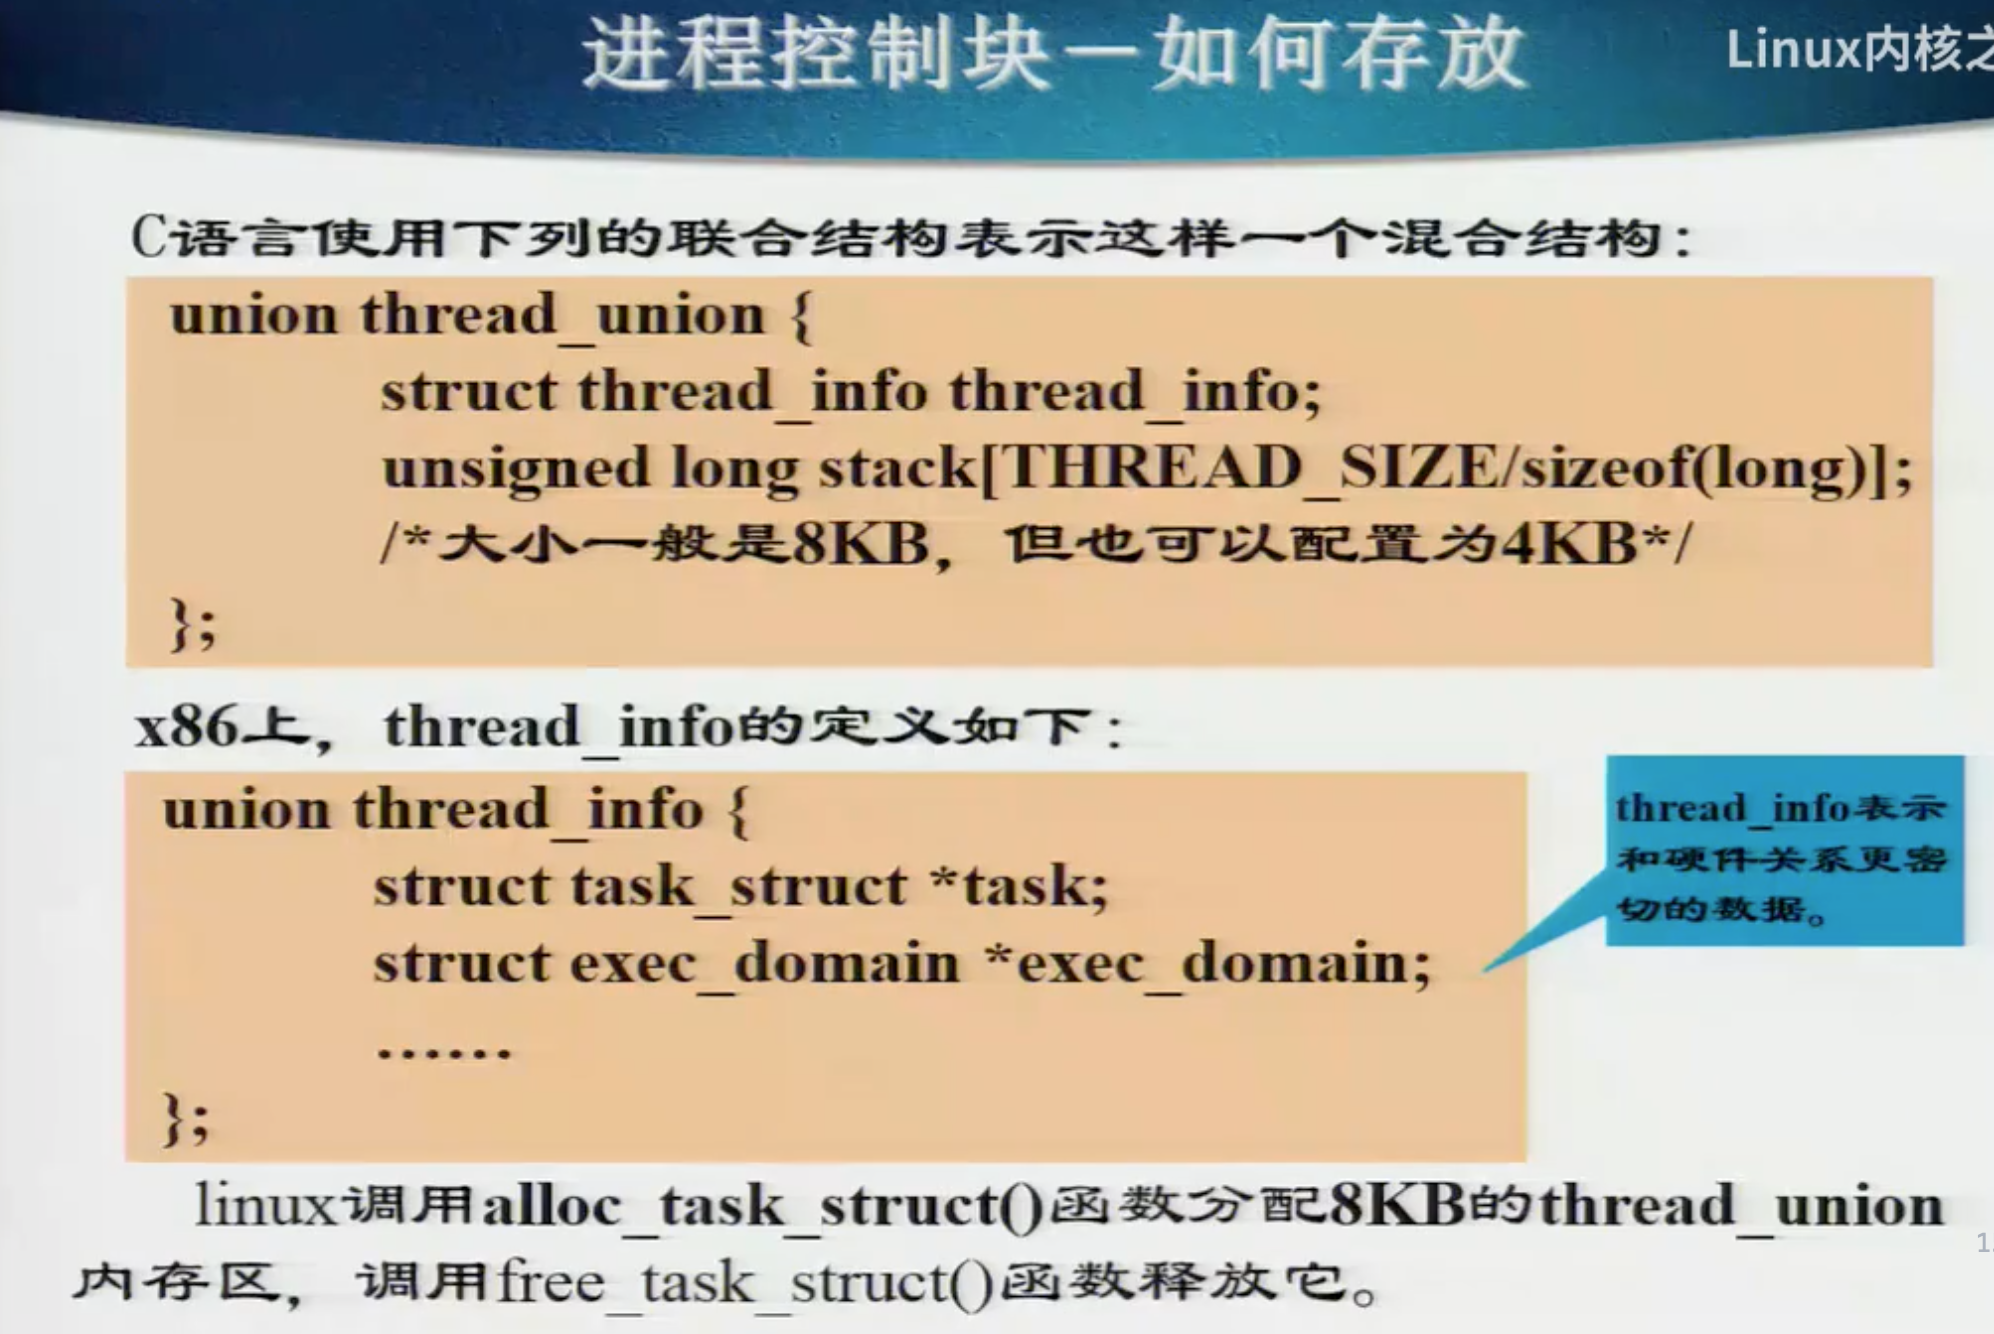 进程控制块－如何存放
Linux内核之
C语言使用下列的联合结构表示这样一个混合结构：
union thread_union {
struct thread_info thread_info;
unsigned long stack[THREAD_SIZE/sizeof(long)];
/*大小一般是8KB，但也可以配置为4KB*/
};
x86上，thread_info的定义如下：
union thread_info {
struct task_struct *task;
struct exec_domain *exec_domain;
……
};
thread_info表示
和硬件关系更密
切的数据。
linux调用alloc_task_struct()函数分配8KB的thread_union
内存区，调用free_task_struct()函数释放它。